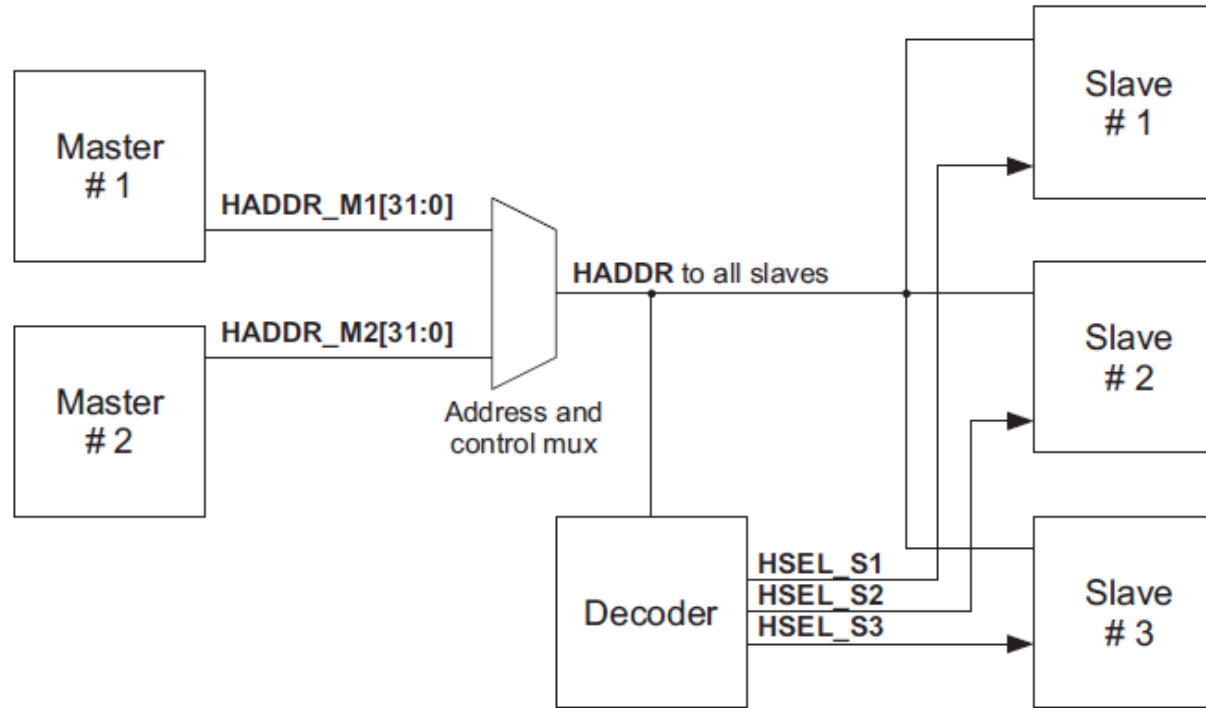 Master
# 1
HADDR_M1[31:0]
Master
# 2
HADDR_M2[31:0]
Address and
control mux
HADDR to all slaves
Decoder
HSEL_S1
HSEL_S2
HSEL_S3
Slave
# 1
Slave
# 2
Slave
# 3